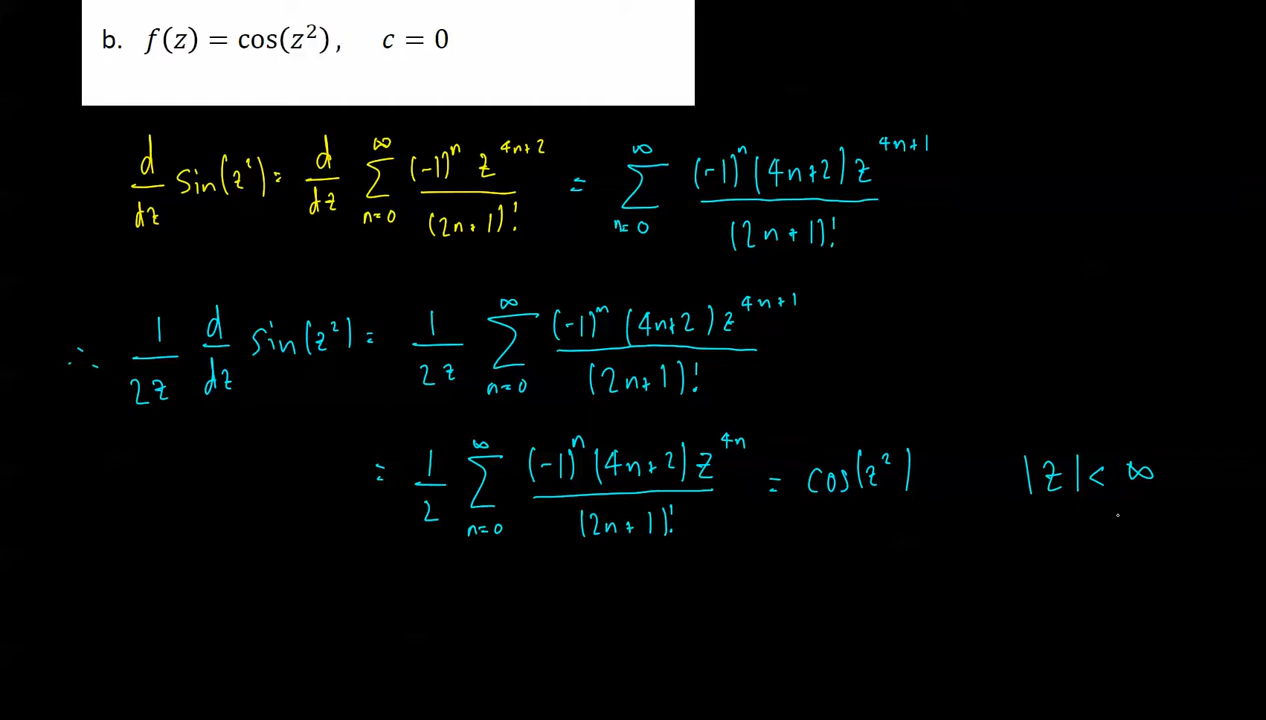 b. f(z) = cos(z²), c = 0
d/dz sin(z²) = d/dz ∑_{n=0}^{∞} (-1)^n z^{4n+2} / (2n+1)! = ∑_{n=0}^{∞} (-1)^n (4n+2) z^{4n+1} / (2n+1)!
∴ 1/2z d/dz sin(z²) = 1/2z ∑_{n=0}^{∞} (-1)^n (4n+2) z^{4n+1} / (2n+1)!
= 1/2 ∑_{n=0}^{∞} (-1)^n (4n+2) z^{4n} / (2n+1)! = cos(z²) |z| < ∞